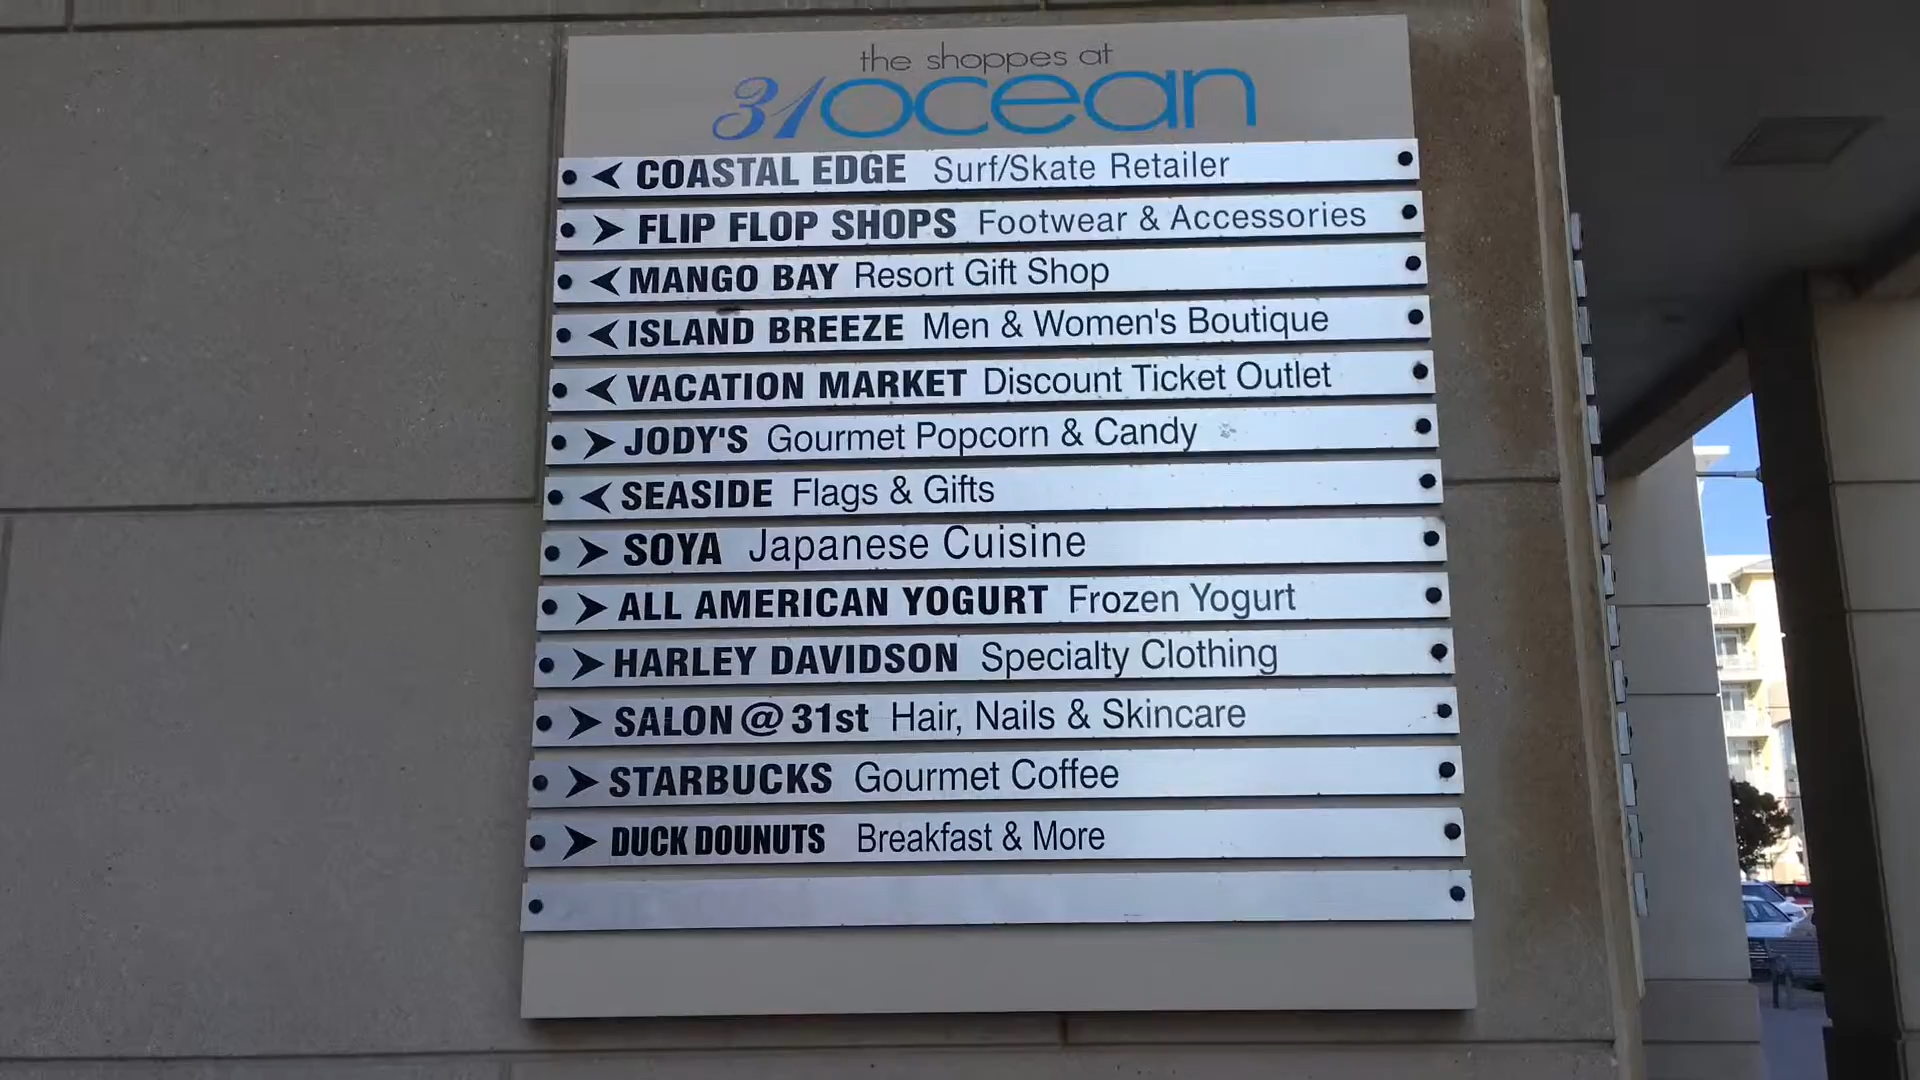 the shoppes at
31ocean
COASTAL EDGE Surf/Skate Retailer
FLIP FLOP SHOPS Footwear & Accessories
MANGO BAY Resort Gift Shop
ISLAND BREEZE Men & Women's Boutique
VACATION MARKET Discount Ticket Outlet
JODY'S Gourmet Popcorn & Candy
SEASIDE Flags & Gifts
SOYA Japanese Cuisine
ALL AMERICAN YOGURT Frozen Yogurt
HARLEY DAVIDSON Specialty Clothing
SALON @ 31st Hair, Nails & Skincare
STARBUCKS Gourmet Coffee
DUCK DOUNUTS Breakfast & More